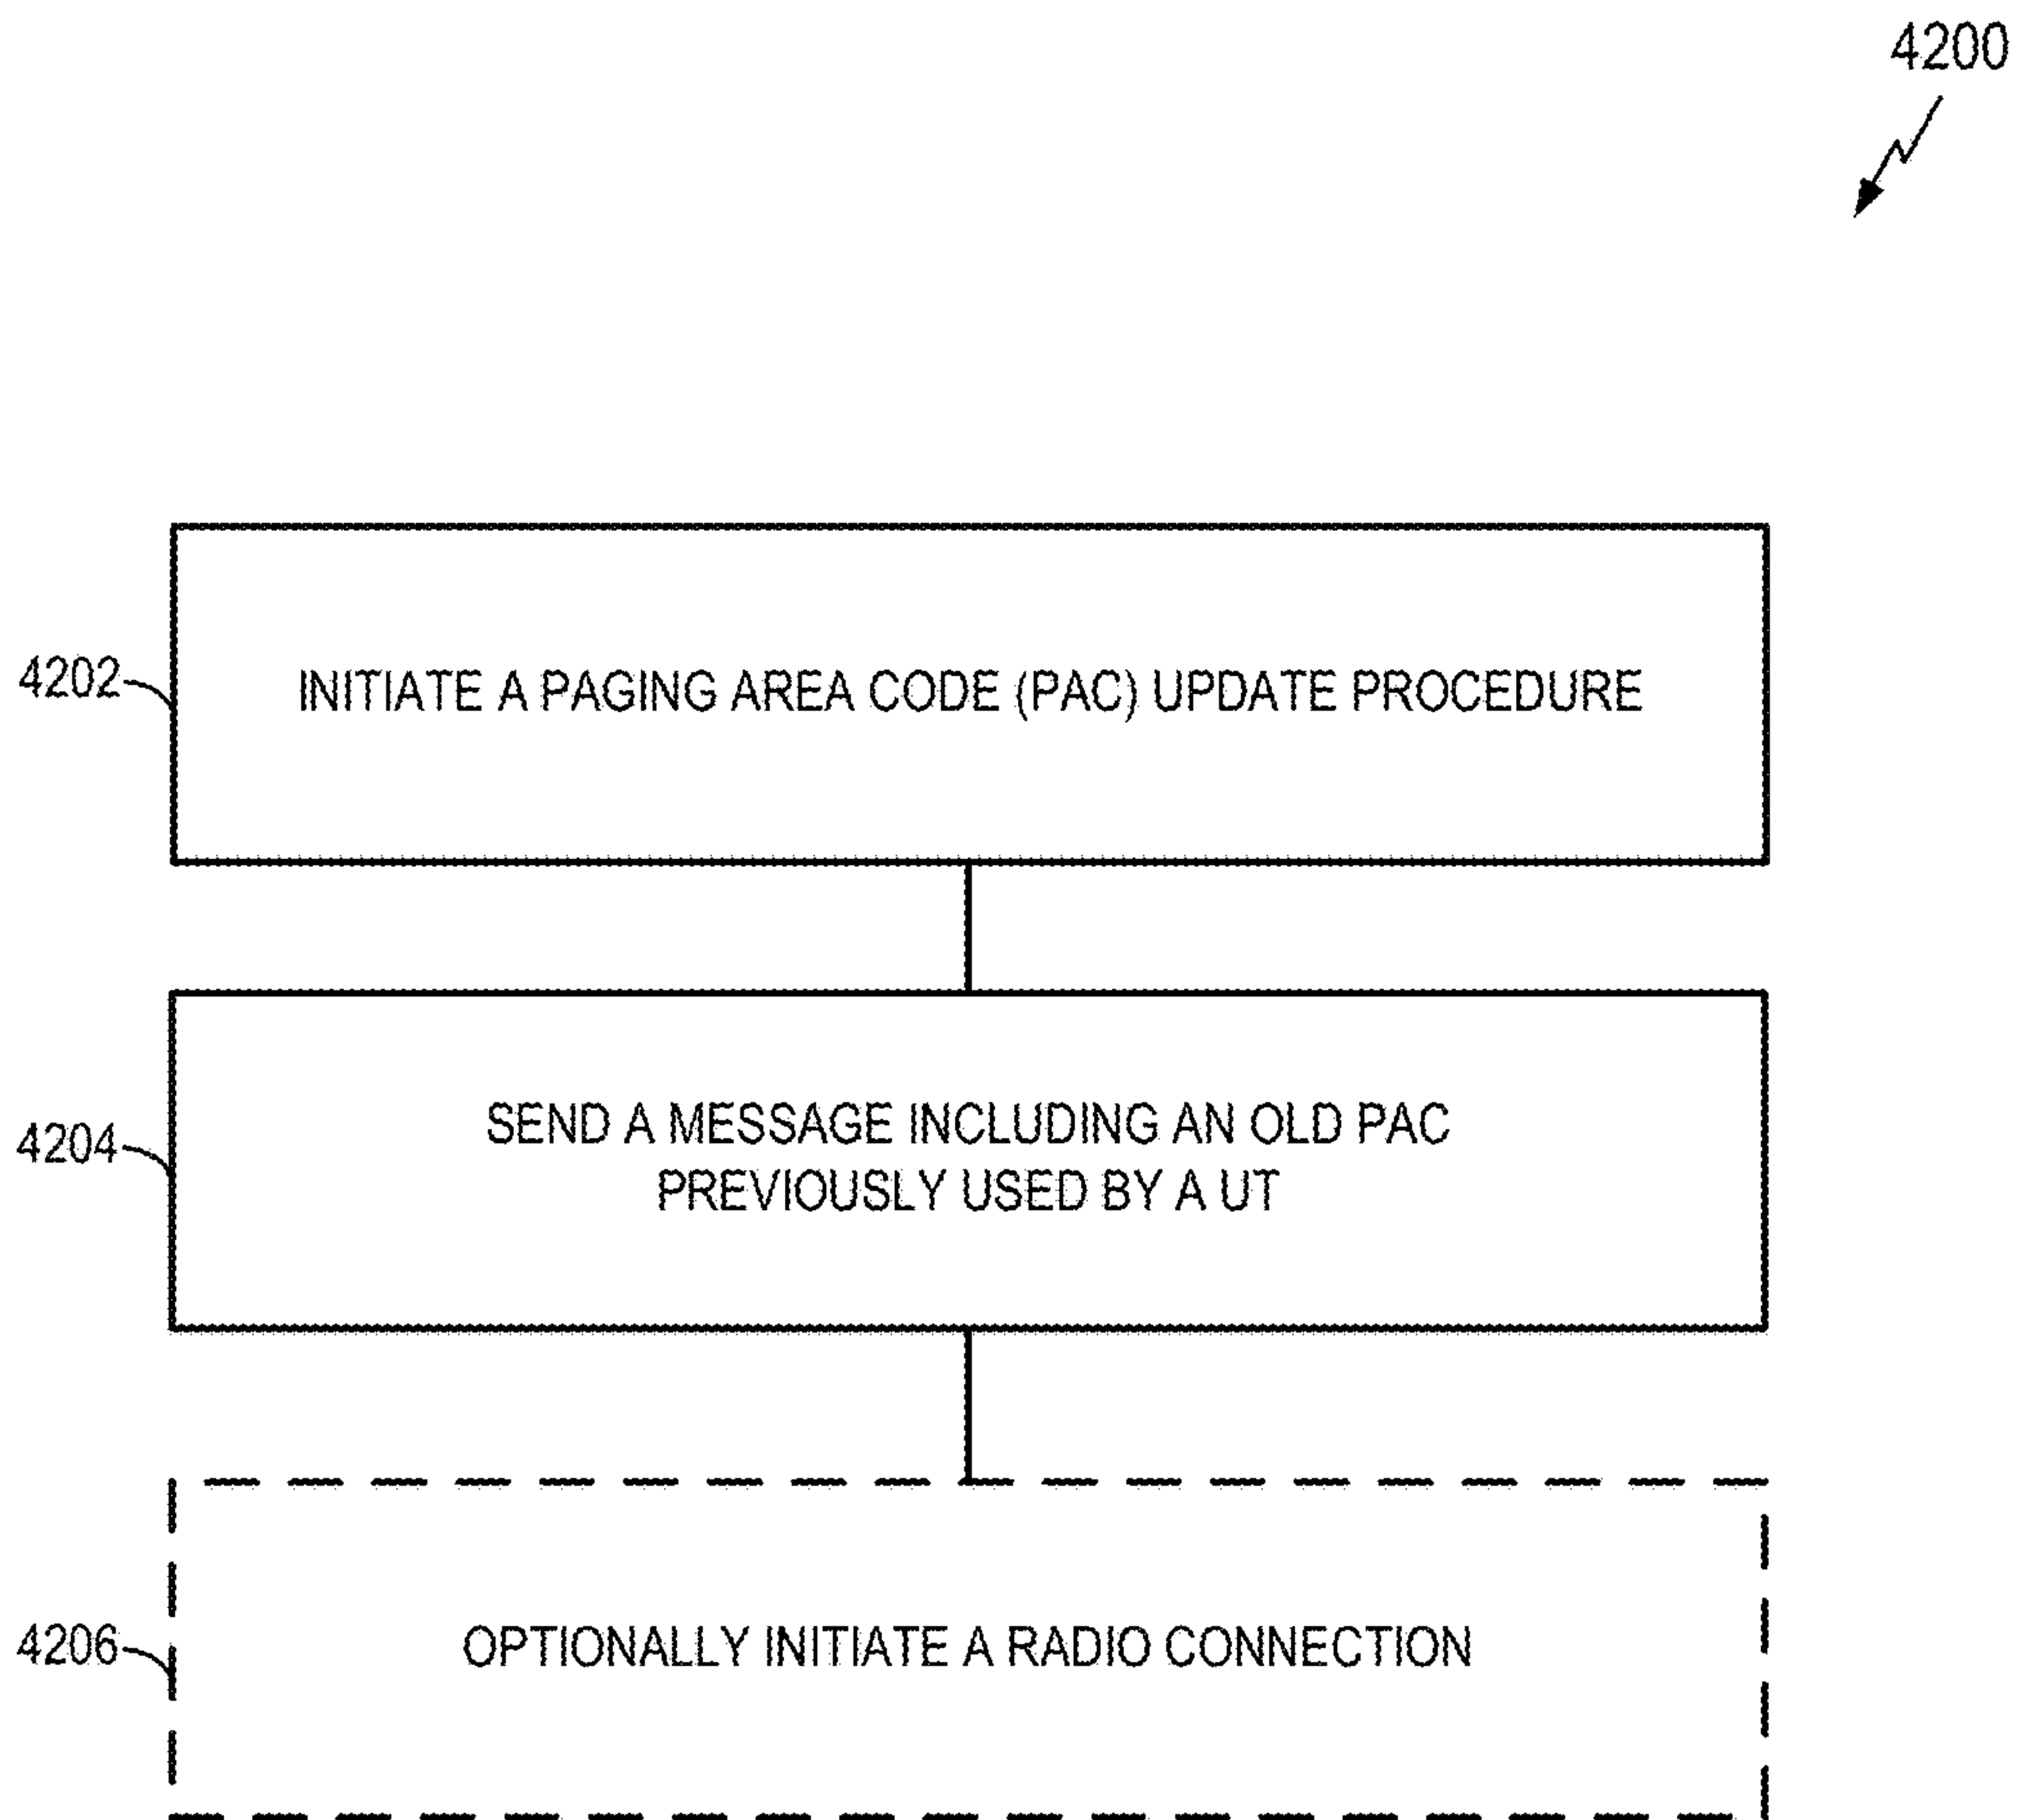 4200
4202
INITIATE A PAGING AREA CODE (PAC) UPDATE PROCEDURE
4204
SEND A MESSAGE INCLUDING AN OLD PAC
PREVIOUSLY USED BY A UT
4206
OPTIONALLY INITIATE A RADIO CONNECTION